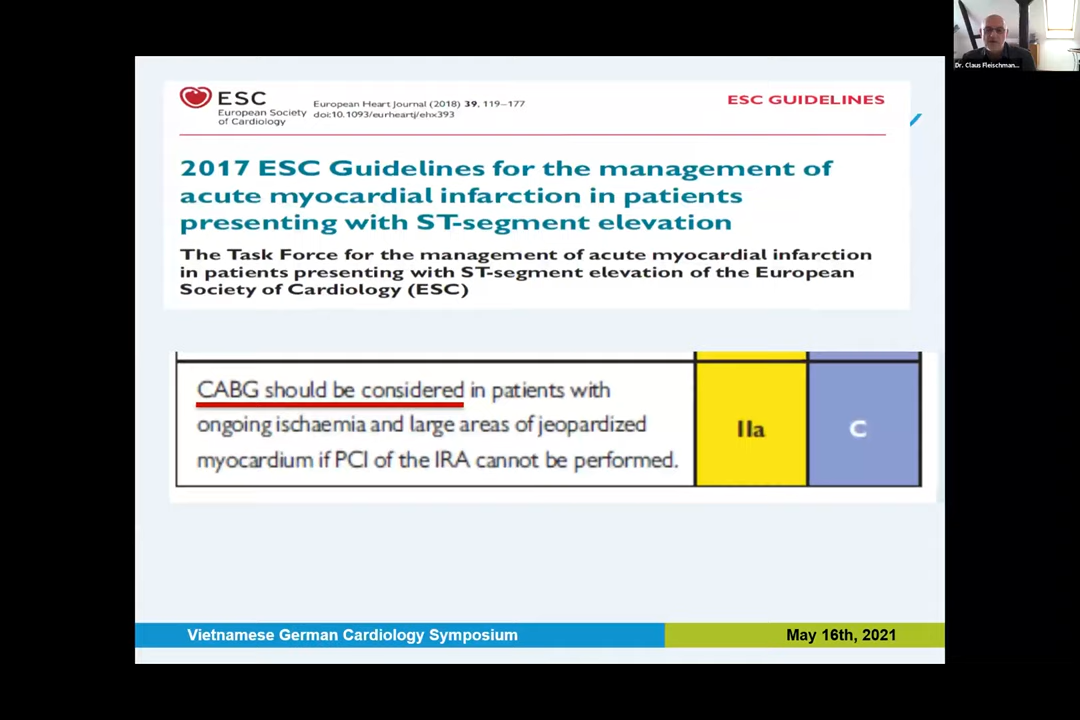 Dr. Claus Fleischman...
ESC
European Society
of Cardiology
European Heart Journal (2018) 39, 119–177
doi:10.1093/eurheartj/ehx393
ESC GUIDELINES
2017 ESC Guidelines for the management of
acute myocardial infarction in patients
presenting with ST-segment elevation
The Task Force for the management of acute myocardial infarction
in patients presenting with ST-segment elevation of the European
Society of Cardiology (ESC)
CABG should be considered in patients with
ongoing ischaemia and large areas of jeopardized
myocardium if PCI of the IRA cannot be performed.
IIa
C
Vietnamese German Cardiology Symposium
May 16th, 2021